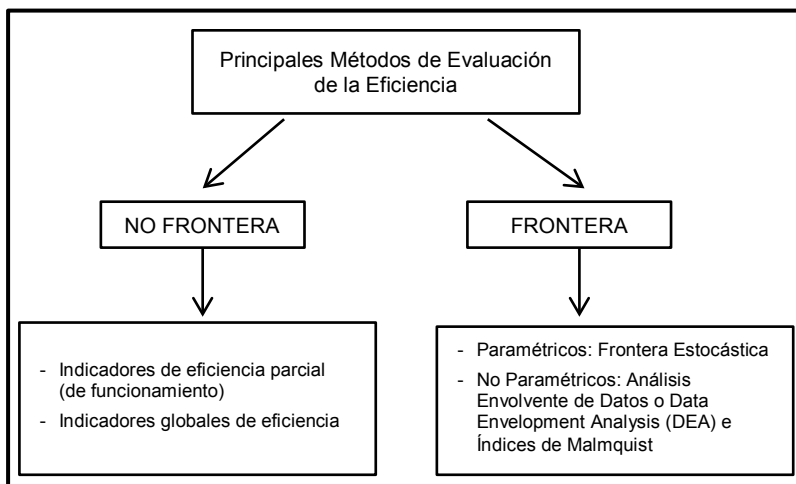 Principales Métodos de Evaluación
de la Eficiencia
NO FRONTERA
FRONTERA
- Indicadores de eficiencia parcial
(de funcionamiento)
- Indicadores globales de eficiencia
- Paramétricos: Frontera Estocástica
- No Paramétricos: Análisis
Envolvente de Datos o Data
Envelopment Analysis (DEA) e
Índices de Malmquist